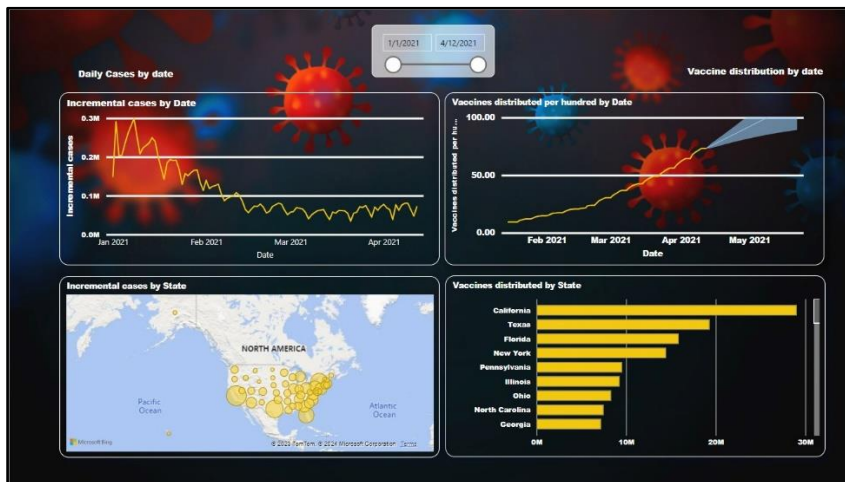 1/1/2021 4/12/2021
Daily Cases by date
Vaccine distribution by date
Incremental cases by Date
0.3M
0.2M
0.1M
0.0M
Incremental cases
Jan 2021 Feb 2021 Mar 2021 Apr 2021
Date
Vaccines distributed per hundred by Date
100.00
50.00
0.00
Vaccines distributed per hu...
Feb 2021 Mar 2021 Apr 2021 May 2021
Date
Incremental cases by State
NORTH AMERICA
Pacific
Ocean
Atlantic
Ocean
Microsoft Bing
© 2023 TomTom, © 2024 Microsoft Corporation Terms
Vaccines distributed by State
California
Texas
Florida
New York
Pennsylvania
Illinois
Ohio
North Carolina
Georgia
0M 10M 20M 30M